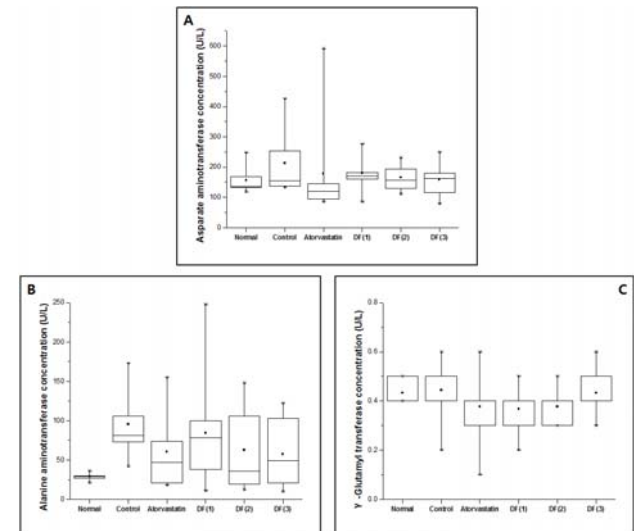 A
Asparate aminotransferase concentration (U/L)
600
500
400
300
200
100
0
Normal Control Atorvastatin DF(1) DF(2) DF(3)
B
Alanine aminotransferase concentration (U/L)
250
200
150
100
50
0
Normal Control Atorvastatin DF(1) DF(2) DF(3)
C
Y -Glutamyl transferase concentration (U/L)
0.8
0.6
0.4
0.2
0.0
Normal Control Atorvastatin DF(1) DF(2) DF(3)